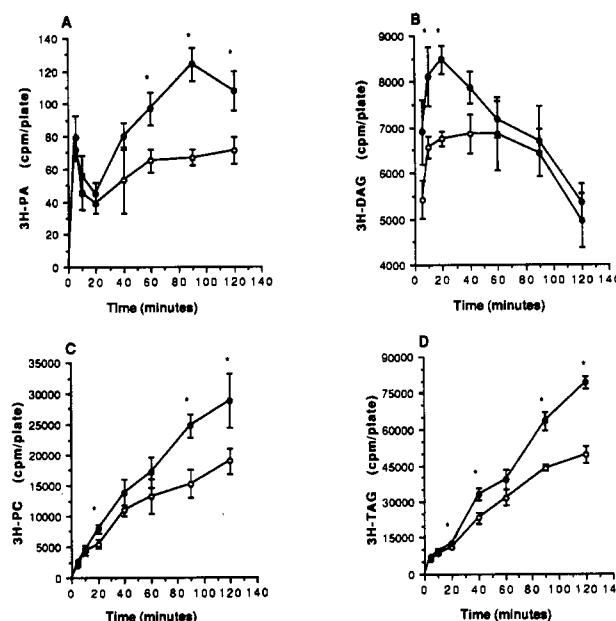 A
3H-PA (cpm/plate)
140
120
100
80
60
40
20
0
0 20 40 60 80 100 120 140
Time (minutes)
* * *
B
3H-DAG (cpm/plate)
9000
8000
7000
6000
5000
4000
0 20 40 60 80 100 120 140
Time (minutes)
* *
C
3H-PC (cpm/plate)
35000
30000
25000
20000
15000
10000
5000
0
0 20 40 60 80 100 120 140
Time (minutes)
* * *
D
3H-TAG (cpm/plate)
90000
75000
60000
45000
30000
15000
0
0 20 40 60 80 100 120 140
Time (minutes)
* * * *